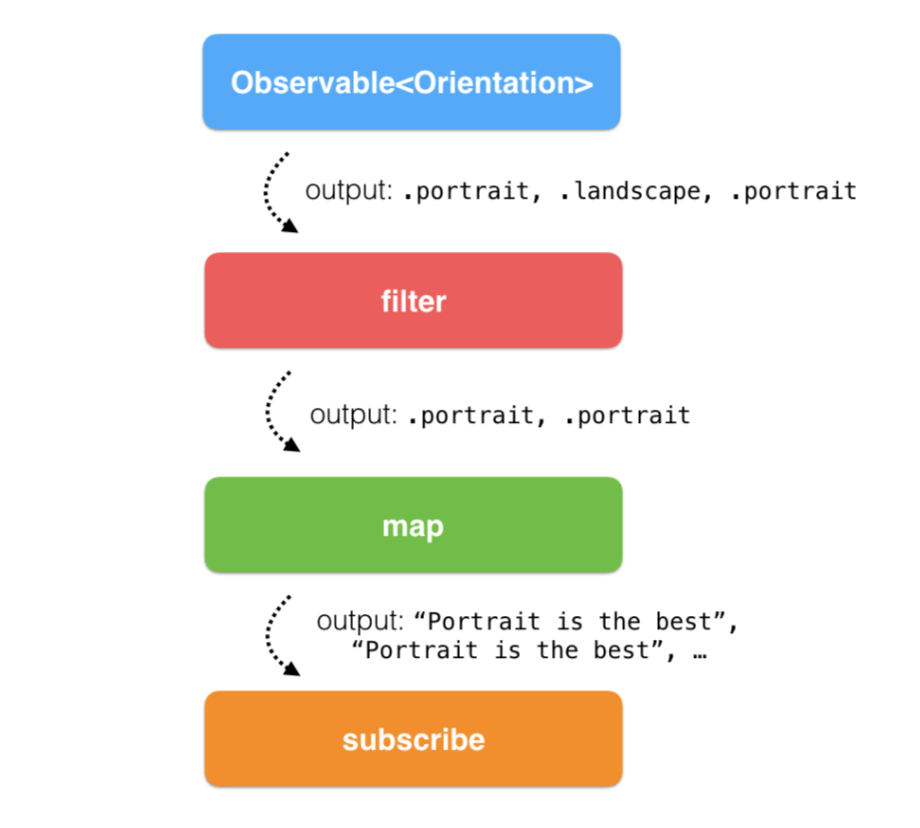 Observable<Orientation>
output: .portrait, .landscape, .portrait
filter
output: .portrait, .portrait
map
output: “Portrait is the best”,
“Portrait is the best”, …
subscribe